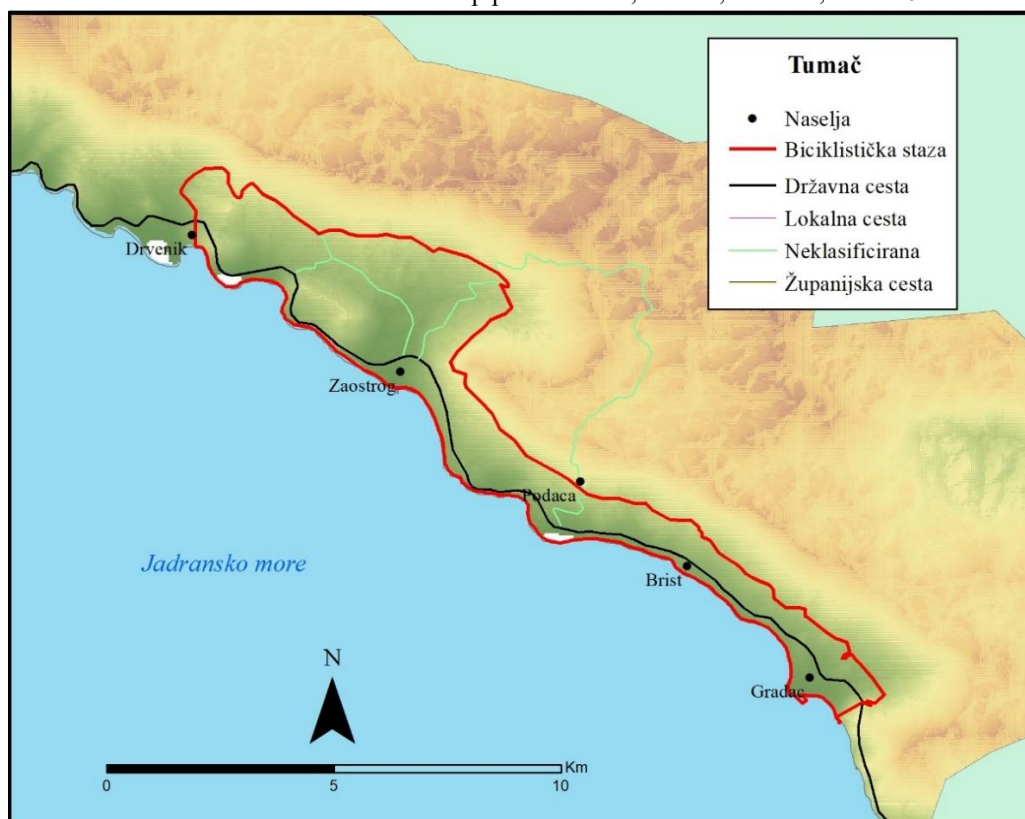 Tumač
Naselja
Biciklistička staza
Državna cesta
Lokalna cesta
Neklasificirana
Županijska cesta
Drvenik
Zaostrog
Podaca
Brist
Gradac
Jadransko more
N
Km
0 5 10